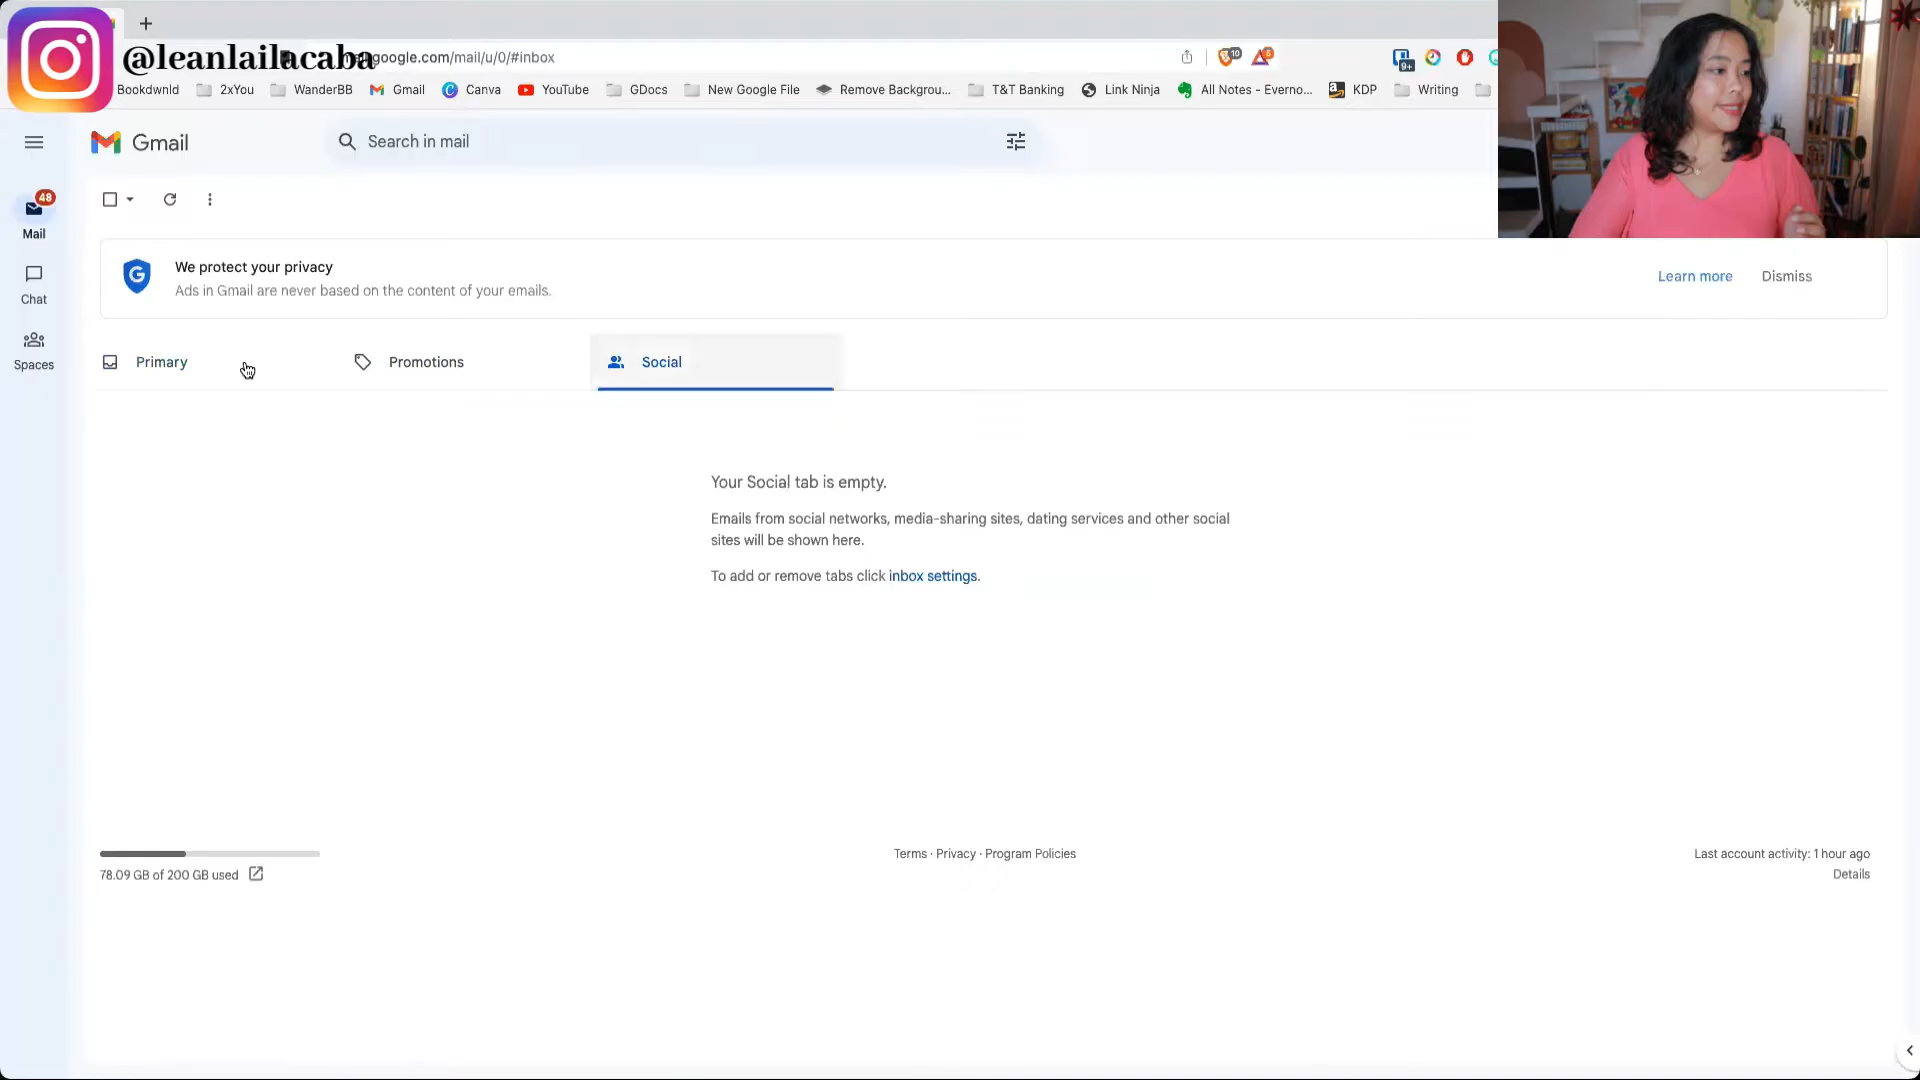 @leanlailacaba
google.com/mail/u/0/#inbox
10
5
9+
Bookdwnld 2xYou WanderBB Gmail Canva YouTube GDocs New Google File Remove Backgrou... T&T Banking Link Ninja All Notes - Everno... KDP Writing
Gmail
Search in mail
48
Mail
Chat
Spaces
We protect your privacy
Ads in Gmail are never based on the content of your emails.
Learn more Dismiss
Primary Promotions Social
Your Social tab is empty.
Emails from social networks, media-sharing sites, dating services and other social
sites will be shown here.
To add or remove tabs click inbox settings.
78.09 GB of 200 GB used
Terms · Privacy · Program Policies
Last account activity: 1 hour ago
Details